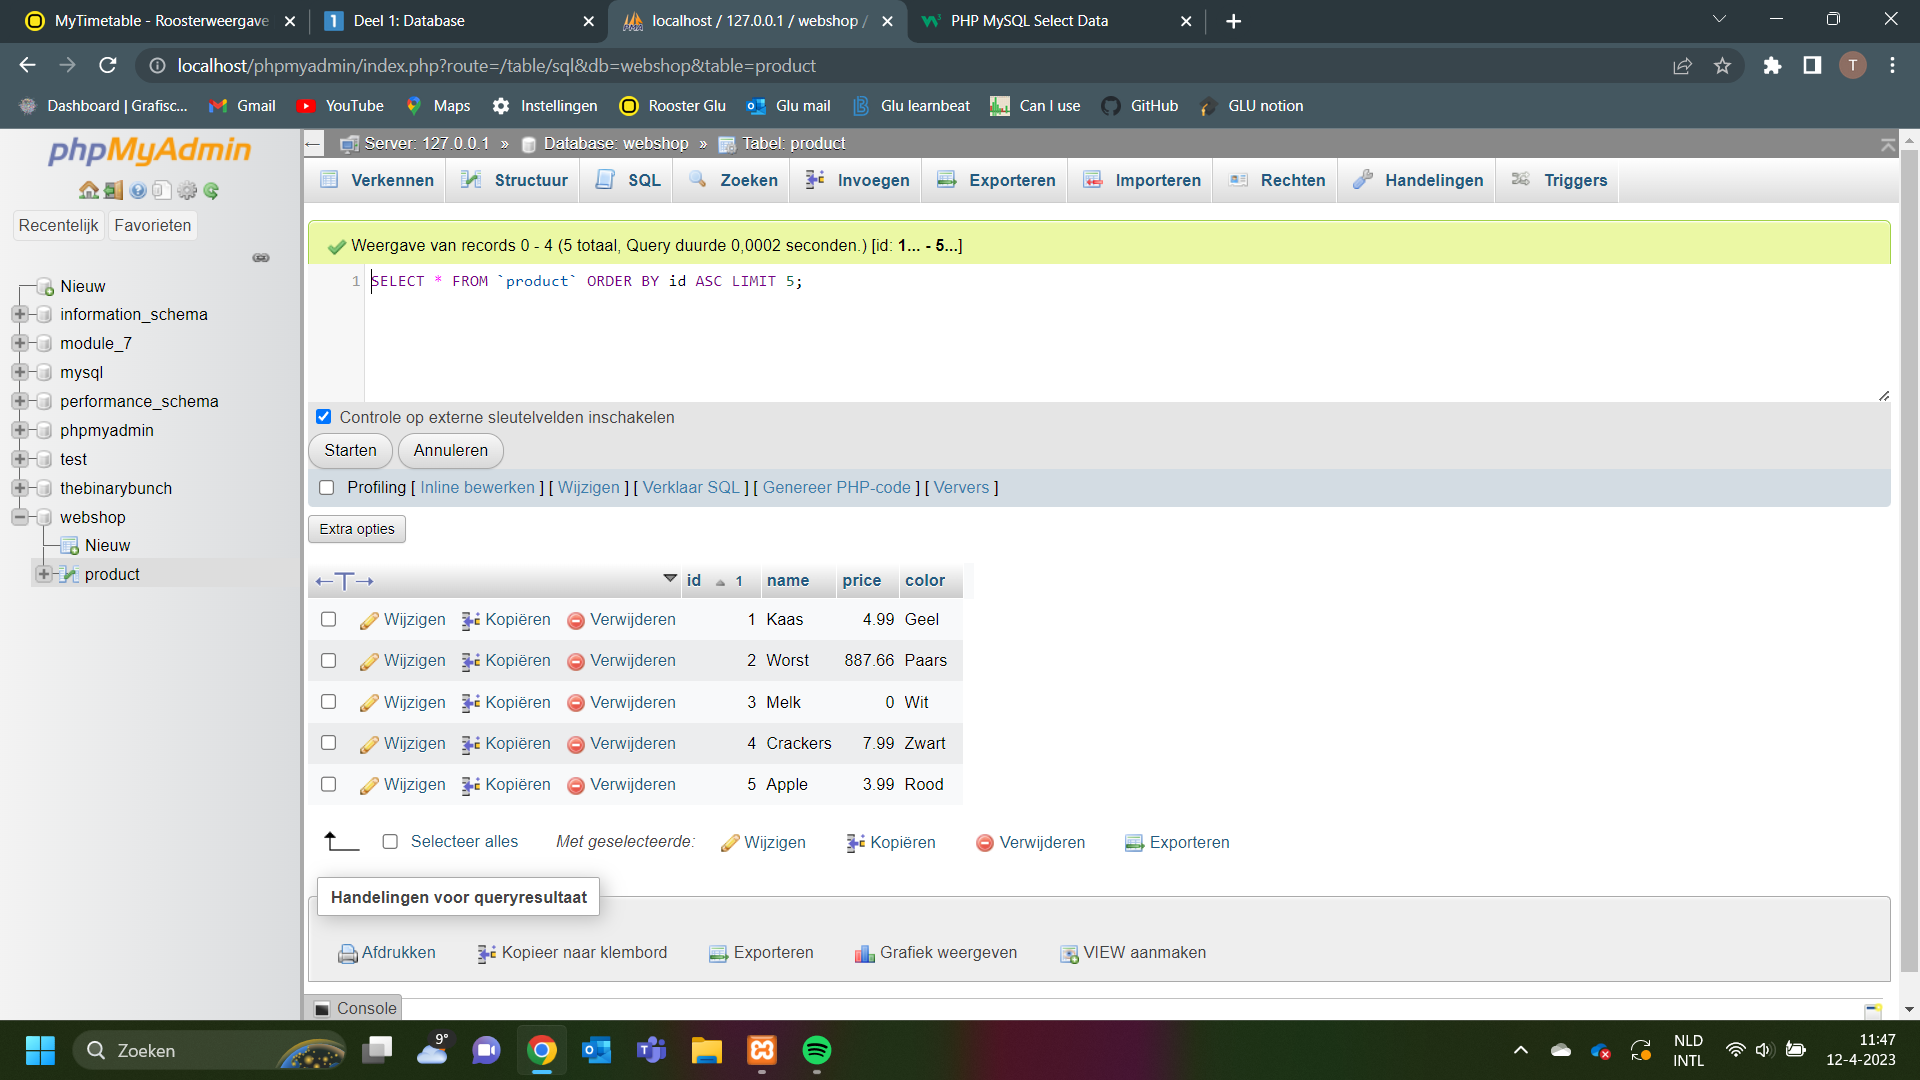 MyTimetable - Roosterweergave
Deel 1: Database
localhost / 127.0.0.1 / webshop /
PHP MySQL Select Data
localhost/phpmyadmin/index.php?route=/table/sql&db=webshop&table=product
T
Dashboard | Grafisc...
Gmail
YouTube
Maps
Instellingen
Rooster Glu
Glu mail
Glu learnbeat
Can I use
GitHub
GLU notion
phpMyAdmin
Recentelijk
Favorieten
Nieuw
information_schema
module_7
mysql
performance_schema
phpmyadmin
test
thebinarybunch
webshop
Nieuw
product
Server: 127.0.0.1 » Database: webshop » Tabel: product
Verkennen
Structuur
SQL
Zoeken
Invoegen
Exporteren
Importeren
Rechten
Handelingen
Triggers
Weergave van records 0 - 4 (5 totaal, Query duurde 0,0002 seconden.) [id: 1... - 5...]
1 SELECT * FROM `product` ORDER BY id ASC LIMIT 5;
Controle op externe sleutelvelden inschakelen
Starten
Annuleren
Profiling [ Inline bewerken ] [ Wijzigen ] [ Verklaar SQL ] [ Genereer PHP-code ] [ Ververs ]
Extra opties
←T→ id 1 name price color
Wijzigen Kopiëren Verwijderen 1 Kaas 4.99 Geel
Wijzigen Kopiëren Verwijderen 2 Worst 887.66 Paars
Wijzigen Kopiëren Verwijderen 3 Melk 0 Wit
Wijzigen Kopiëren Verwijderen 4 Crackers 7.99 Zwart
Wijzigen Kopiëren Verwijderen 5 Apple 3.99 Rood
Selecteer alles Met geselecteerde: Wijzigen Kopiëren Verwijderen Exporteren
Handelingen voor queryresultaat
Afdrukken Kopieer naar klembord Exporteren Grafiek weergeven VIEW aanmaken
Console
Zoeken
9°
NLD
INTL
11:47
12-4-2023